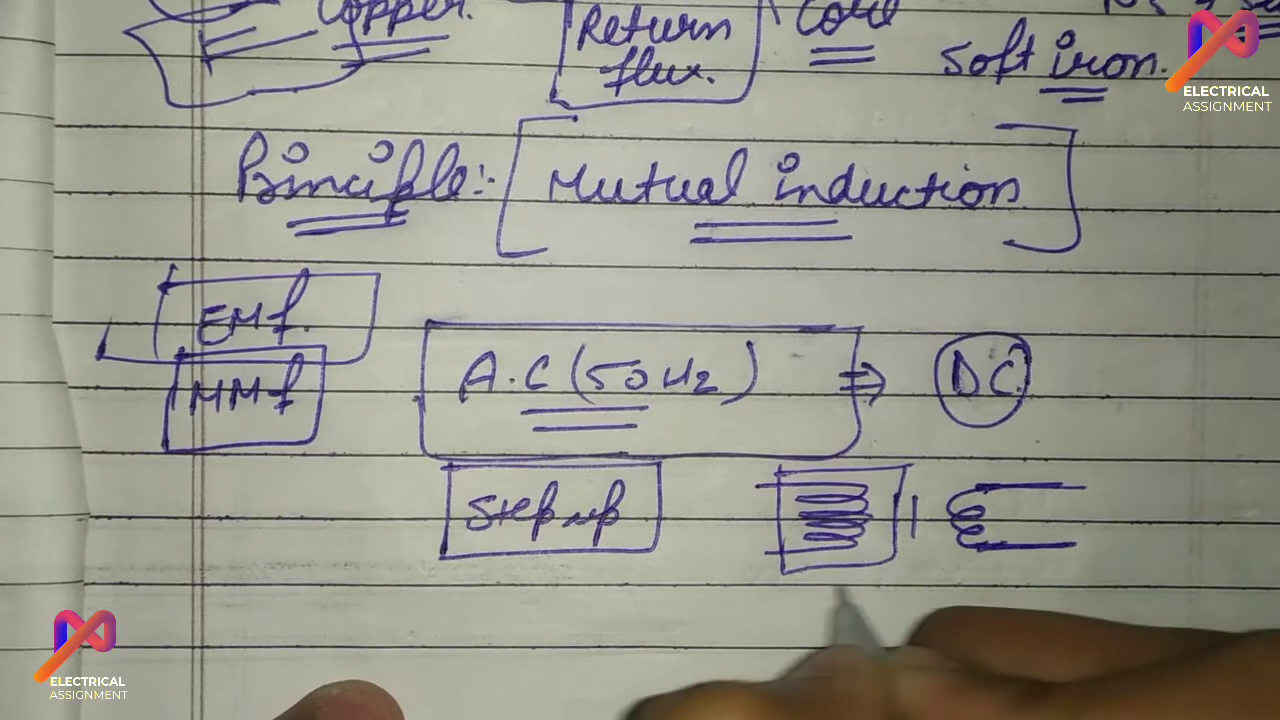 Copper.
Return
flux.
Core
Soft iron.
ELECTRICAL
ASSIGNMENT
Principle:- [Mutual induction]
EMf.
MMf
A.C (50Hz) ⇒ DC
Step up
ELECTRICAL
ASSIGNMENT